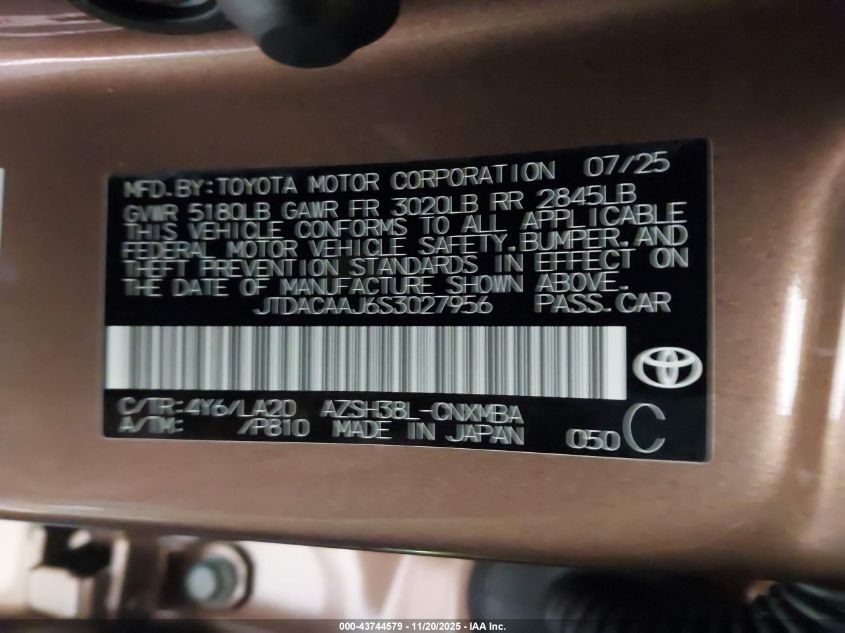 MFD.BY:TOYOTA MOTOR CORPORATION 07/25
GVWR 5180LB GAWR FR 3020LB RR 2845LB
THIS VEHICLE CONFORMS TO ALL APPLICABLE
FEDERAL MOTOR VEHICLE SAFETY,BUMPER,AND
THEFT PREVENTION STANDARDS IN EFFECT ON
THE DATE OF MANUFACTURE SHOWN ABOVE.
JTDACAAJ6S3027956 PASS.CAR
C/TR:4Y6/LA20 AZSH38L-CNXMBA
A/TM: /P810 MADE IN JAPAN 050 C
000-43744579 - 11/20/2025 - IAA Inc.